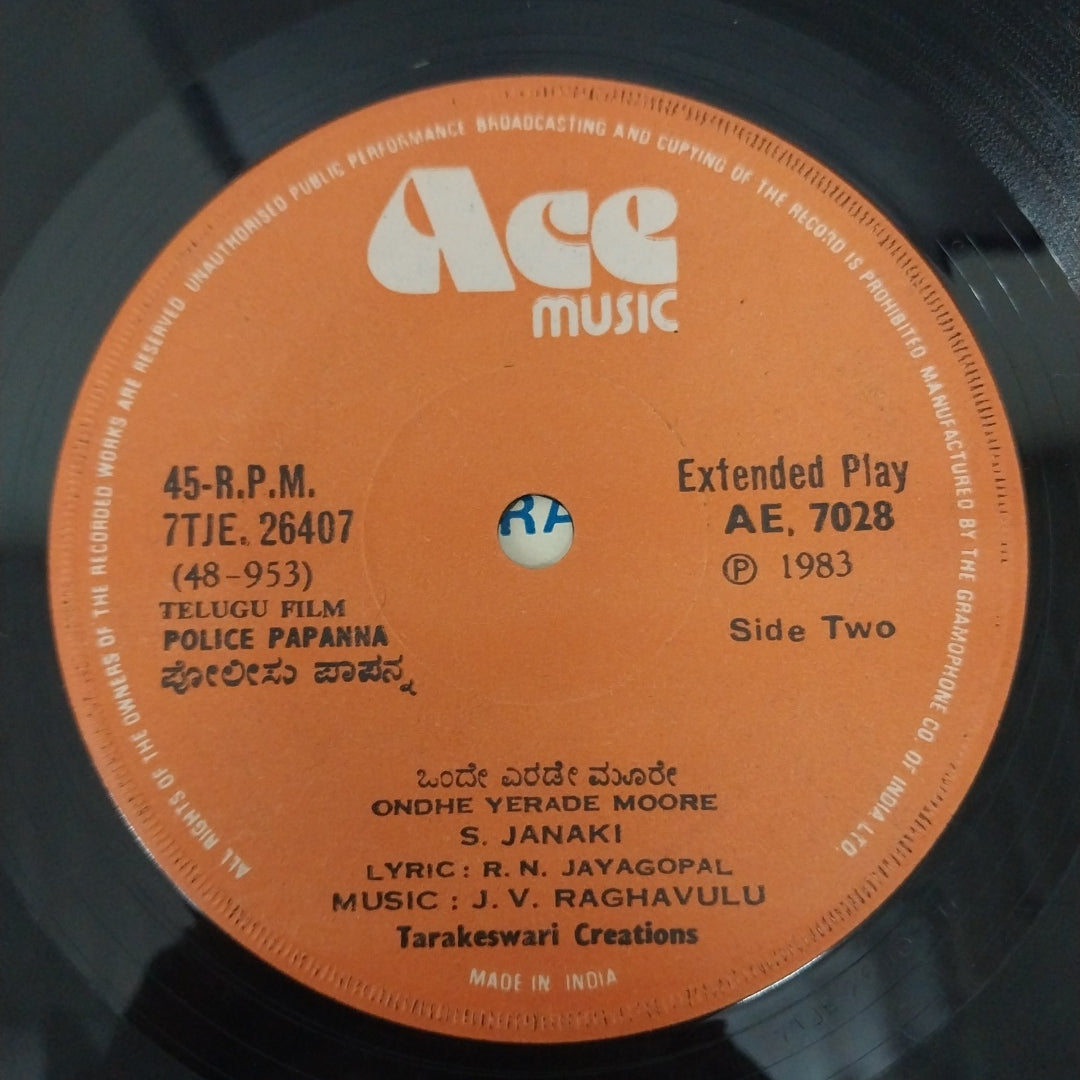 ALL RIGHTS OF THE OWNERS OF THE RECORDED WORKS ARE RESERVED UNAUTHORISED PUBLIC PERFORMANCE BROADCASTING AND COPYING OF THE RECORD IS PROHIBITED MANUFACTURED BY THE GRAMOPHONE CO OF INDIA LTD.
Ace
MUSIC
45-R.P.M.
7TJE. 26407
(48-953)
TELUGU FILM
POLICE PAPANNA
ಪೋಲೀಸು ಪಾಪನ್ನ
Extended Play
AE, 7028
℗ 1983
Side Two
RA
ಒಂದೇ ಎರಡೇ ಮೂರೇ
ONDHE YERADE MOORE
S. JANAKI
LYRIC : R. N. JAYAGOPAL
MUSIC : J. V. RAGHAVULU
Tarakeswari Creations
MADE IN INDIA